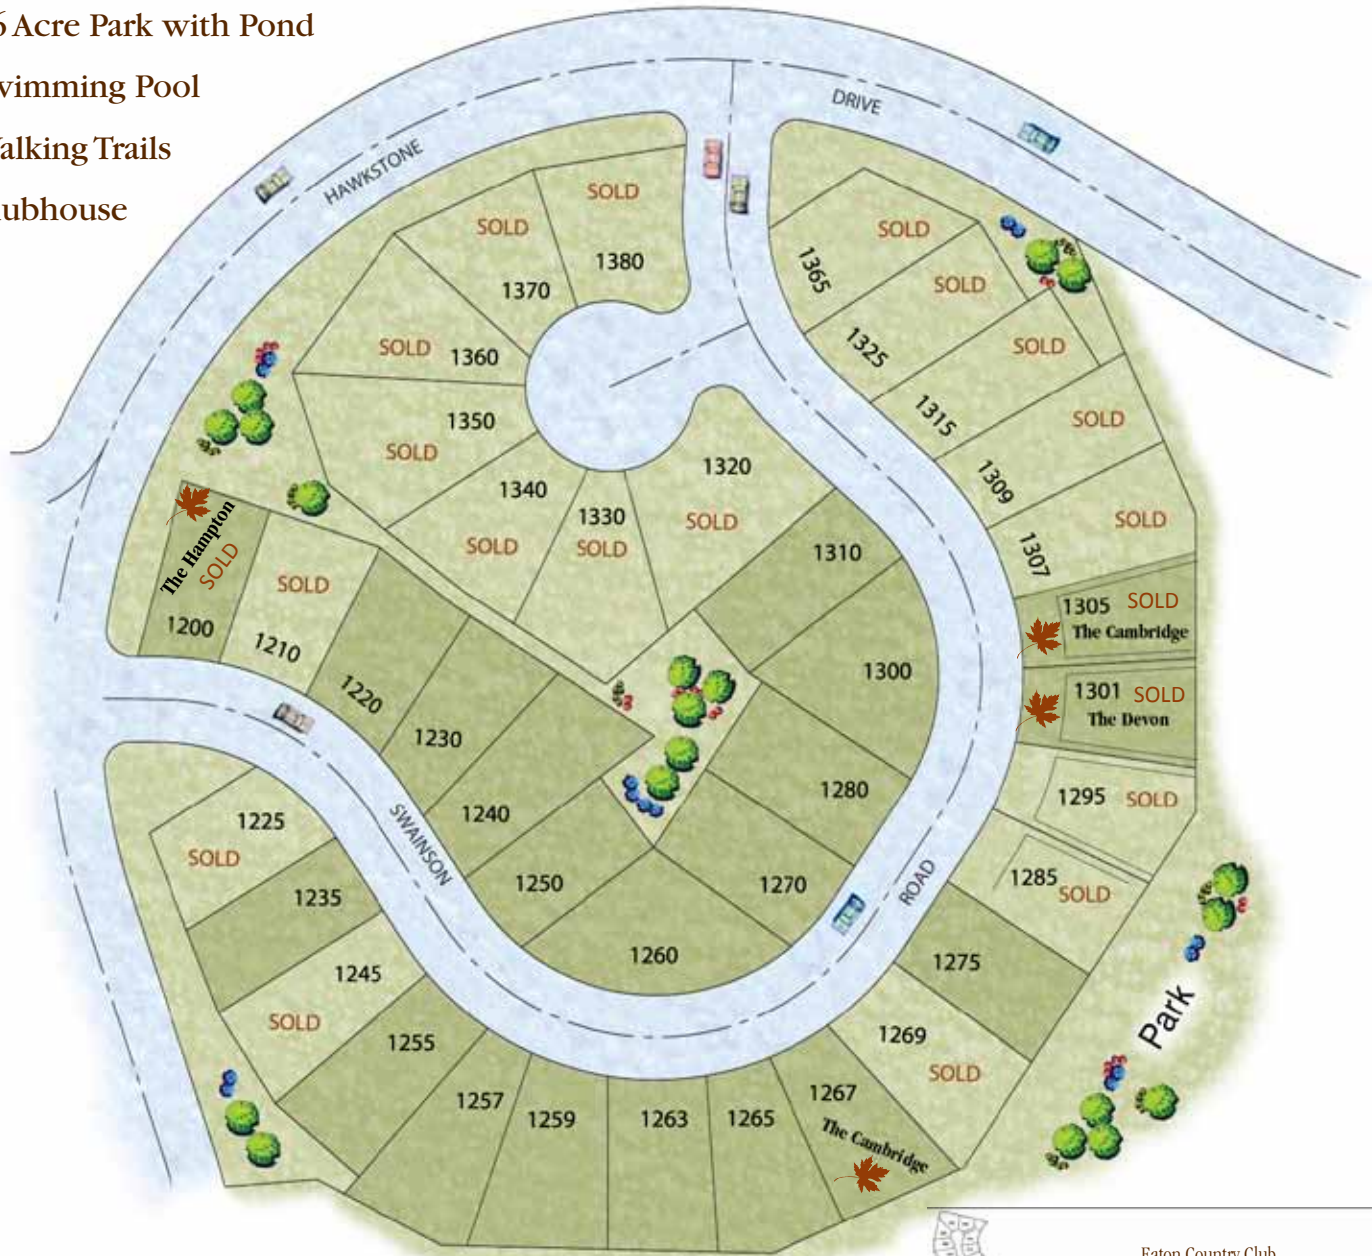 6 Acre Park with Pond
wimming Pool
alking Trails
lubhouse
HAWKSTONE
DRIVE
SOLD
1380
SOLD
1370
SOLD 1360
1350
SOLD
1340
SOLD
1330
SOLD
1320
SOLD
1310
1300
1280
1270
1260
1250
1240
1230
1220
SOLD
1210
The Hampton
SOLD
1200
SOLD
1365
SOLD
1325
SOLD
1315
SOLD
1309
SOLD
1307
1305 SOLD
The Cambridge
1301 SOLD
The Devon
1295 SOLD
1285 SOLD
1275
1269
SOLD
1267
The Cambridge
1265
1263
1259
1257
1255
1245
SOLD
1235
1225
SOLD
SWAINSON
ROAD
Park
Eaton Country Club